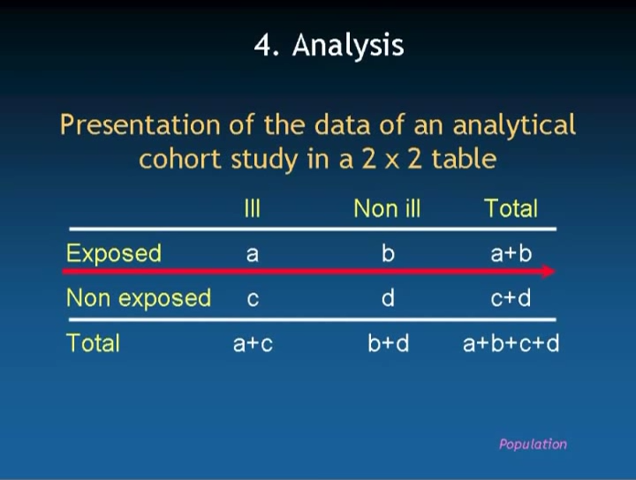 4. Analysis
Presentation of the data of an analytical
cohort study in a 2 x 2 table
Ill Non ill Total
Exposed a b a+b
Non exposed c d c+d
Total a+c b+d a+b+c+d
Population